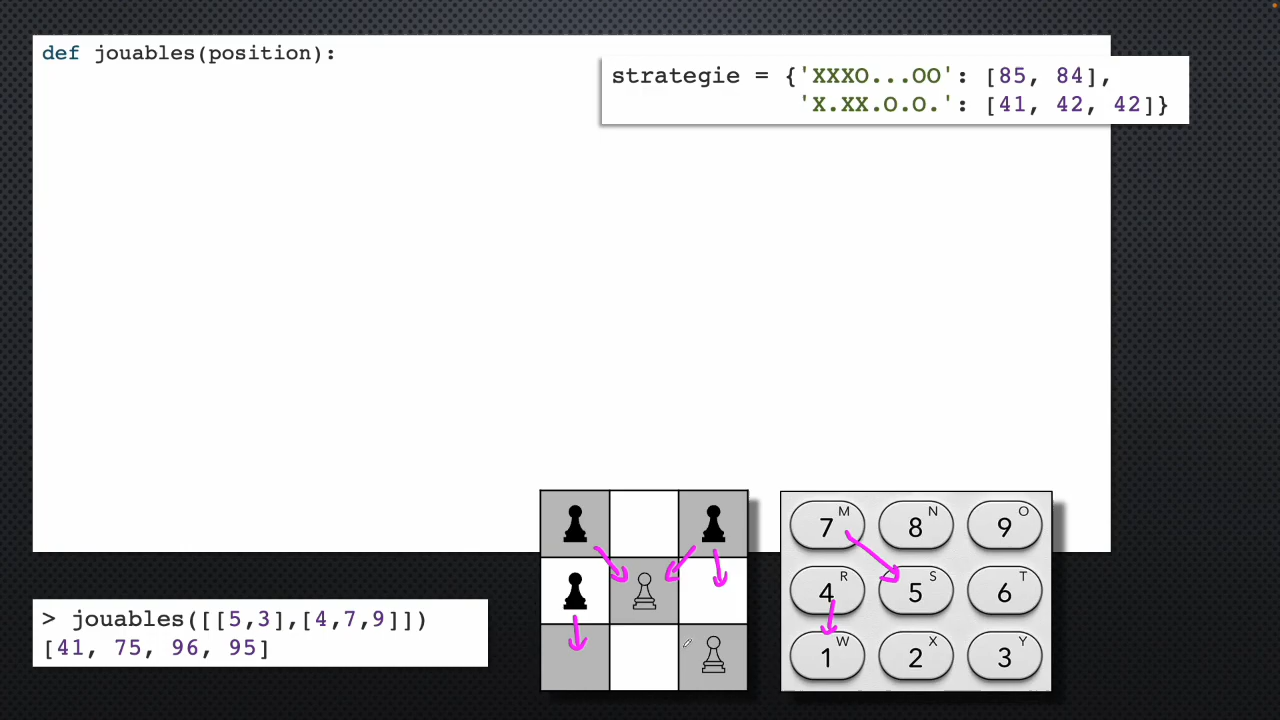 def jouables(position):
strategie = {'XXXO...OO': [85, 84],
'X.XX.O.O.': [41, 42, 42]}
> jouables([[5,3],[4,7,9]])
[41, 75, 96, 95]
7 M 8 N 9 O
4 R 5 S 6 T
1 W 2 X 3 Y